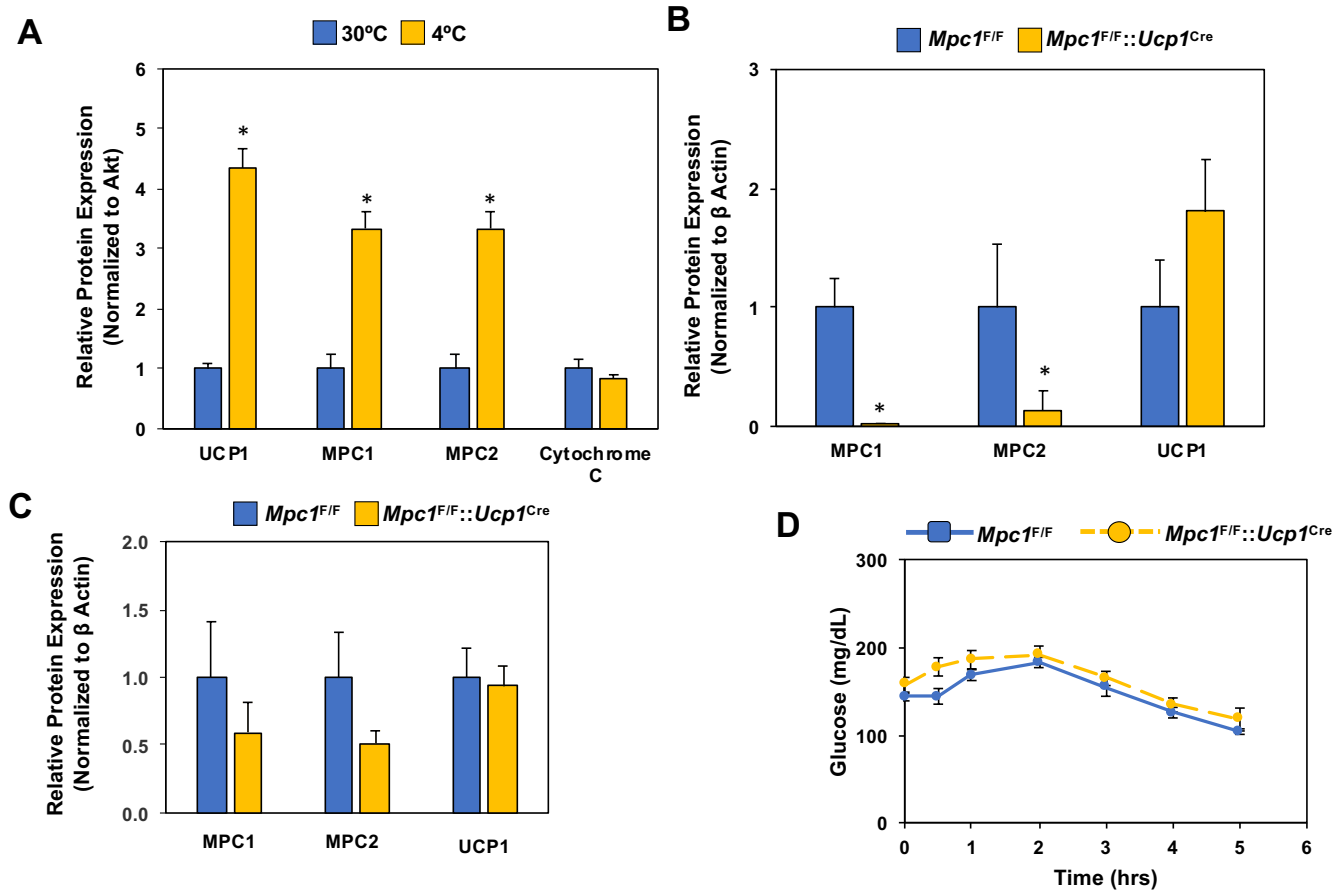 A
30ºC 4ºC
Relative Protein Expression
(Normalized to Akt)
6
5
4
3
2
1
0
* * *
UCP1 MPC1 MPC2 Cytochrome
C
B
Mpc1F/F Mpc1F/F::Ucp1Cre
Relative Protein Expression
(Normalized to β Actin)
3
2
1
0
* *
MPC1 MPC2 UCP1
C
Mpc1F/F Mpc1F/F::Ucp1Cre
Relative Protein Expression
(Normalized to β Actin)
2.0
1.5
1.0
0.5
0.0
MPC1 MPC2 UCP1
D
Mpc1F/F Mpc1F/F::Ucp1Cre
Glucose (mg/dL)
300
200
100
0
0 1 2 3 4 5 6
Time (hrs)